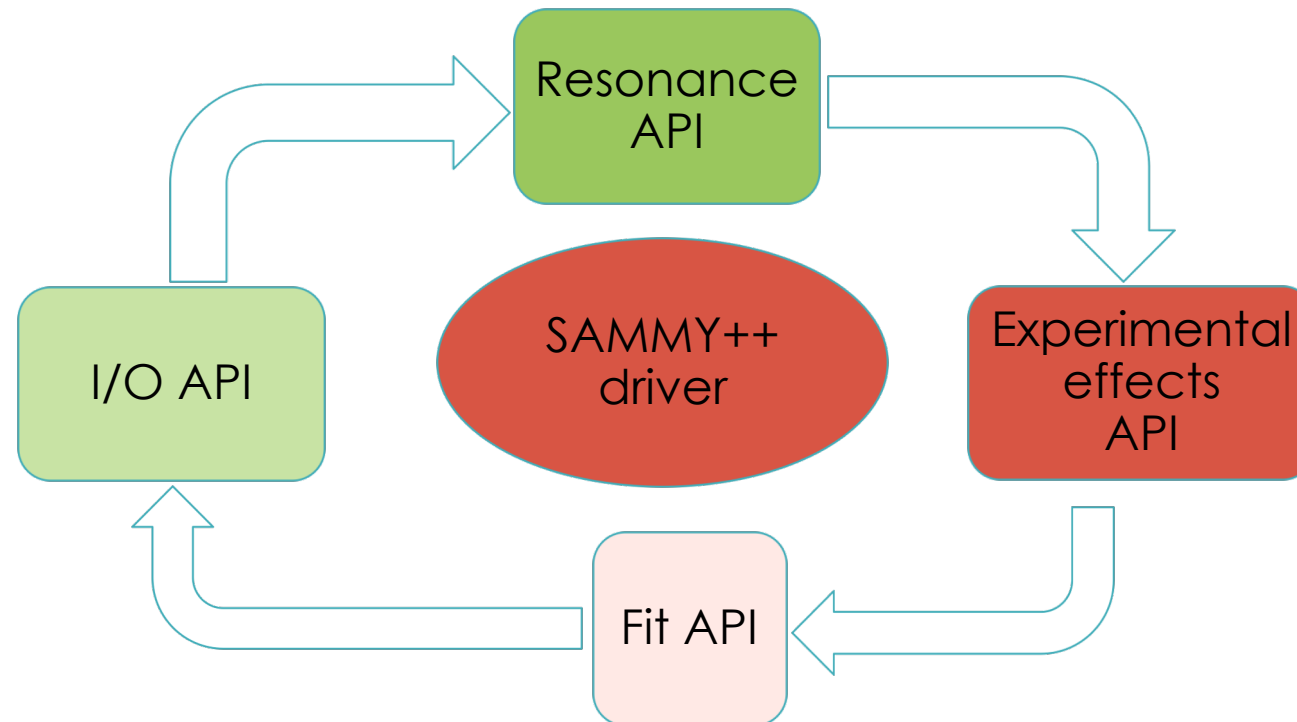 Resonance
API
I/O API
SAMMY++
driver
Experimental
effects
API
Fit API